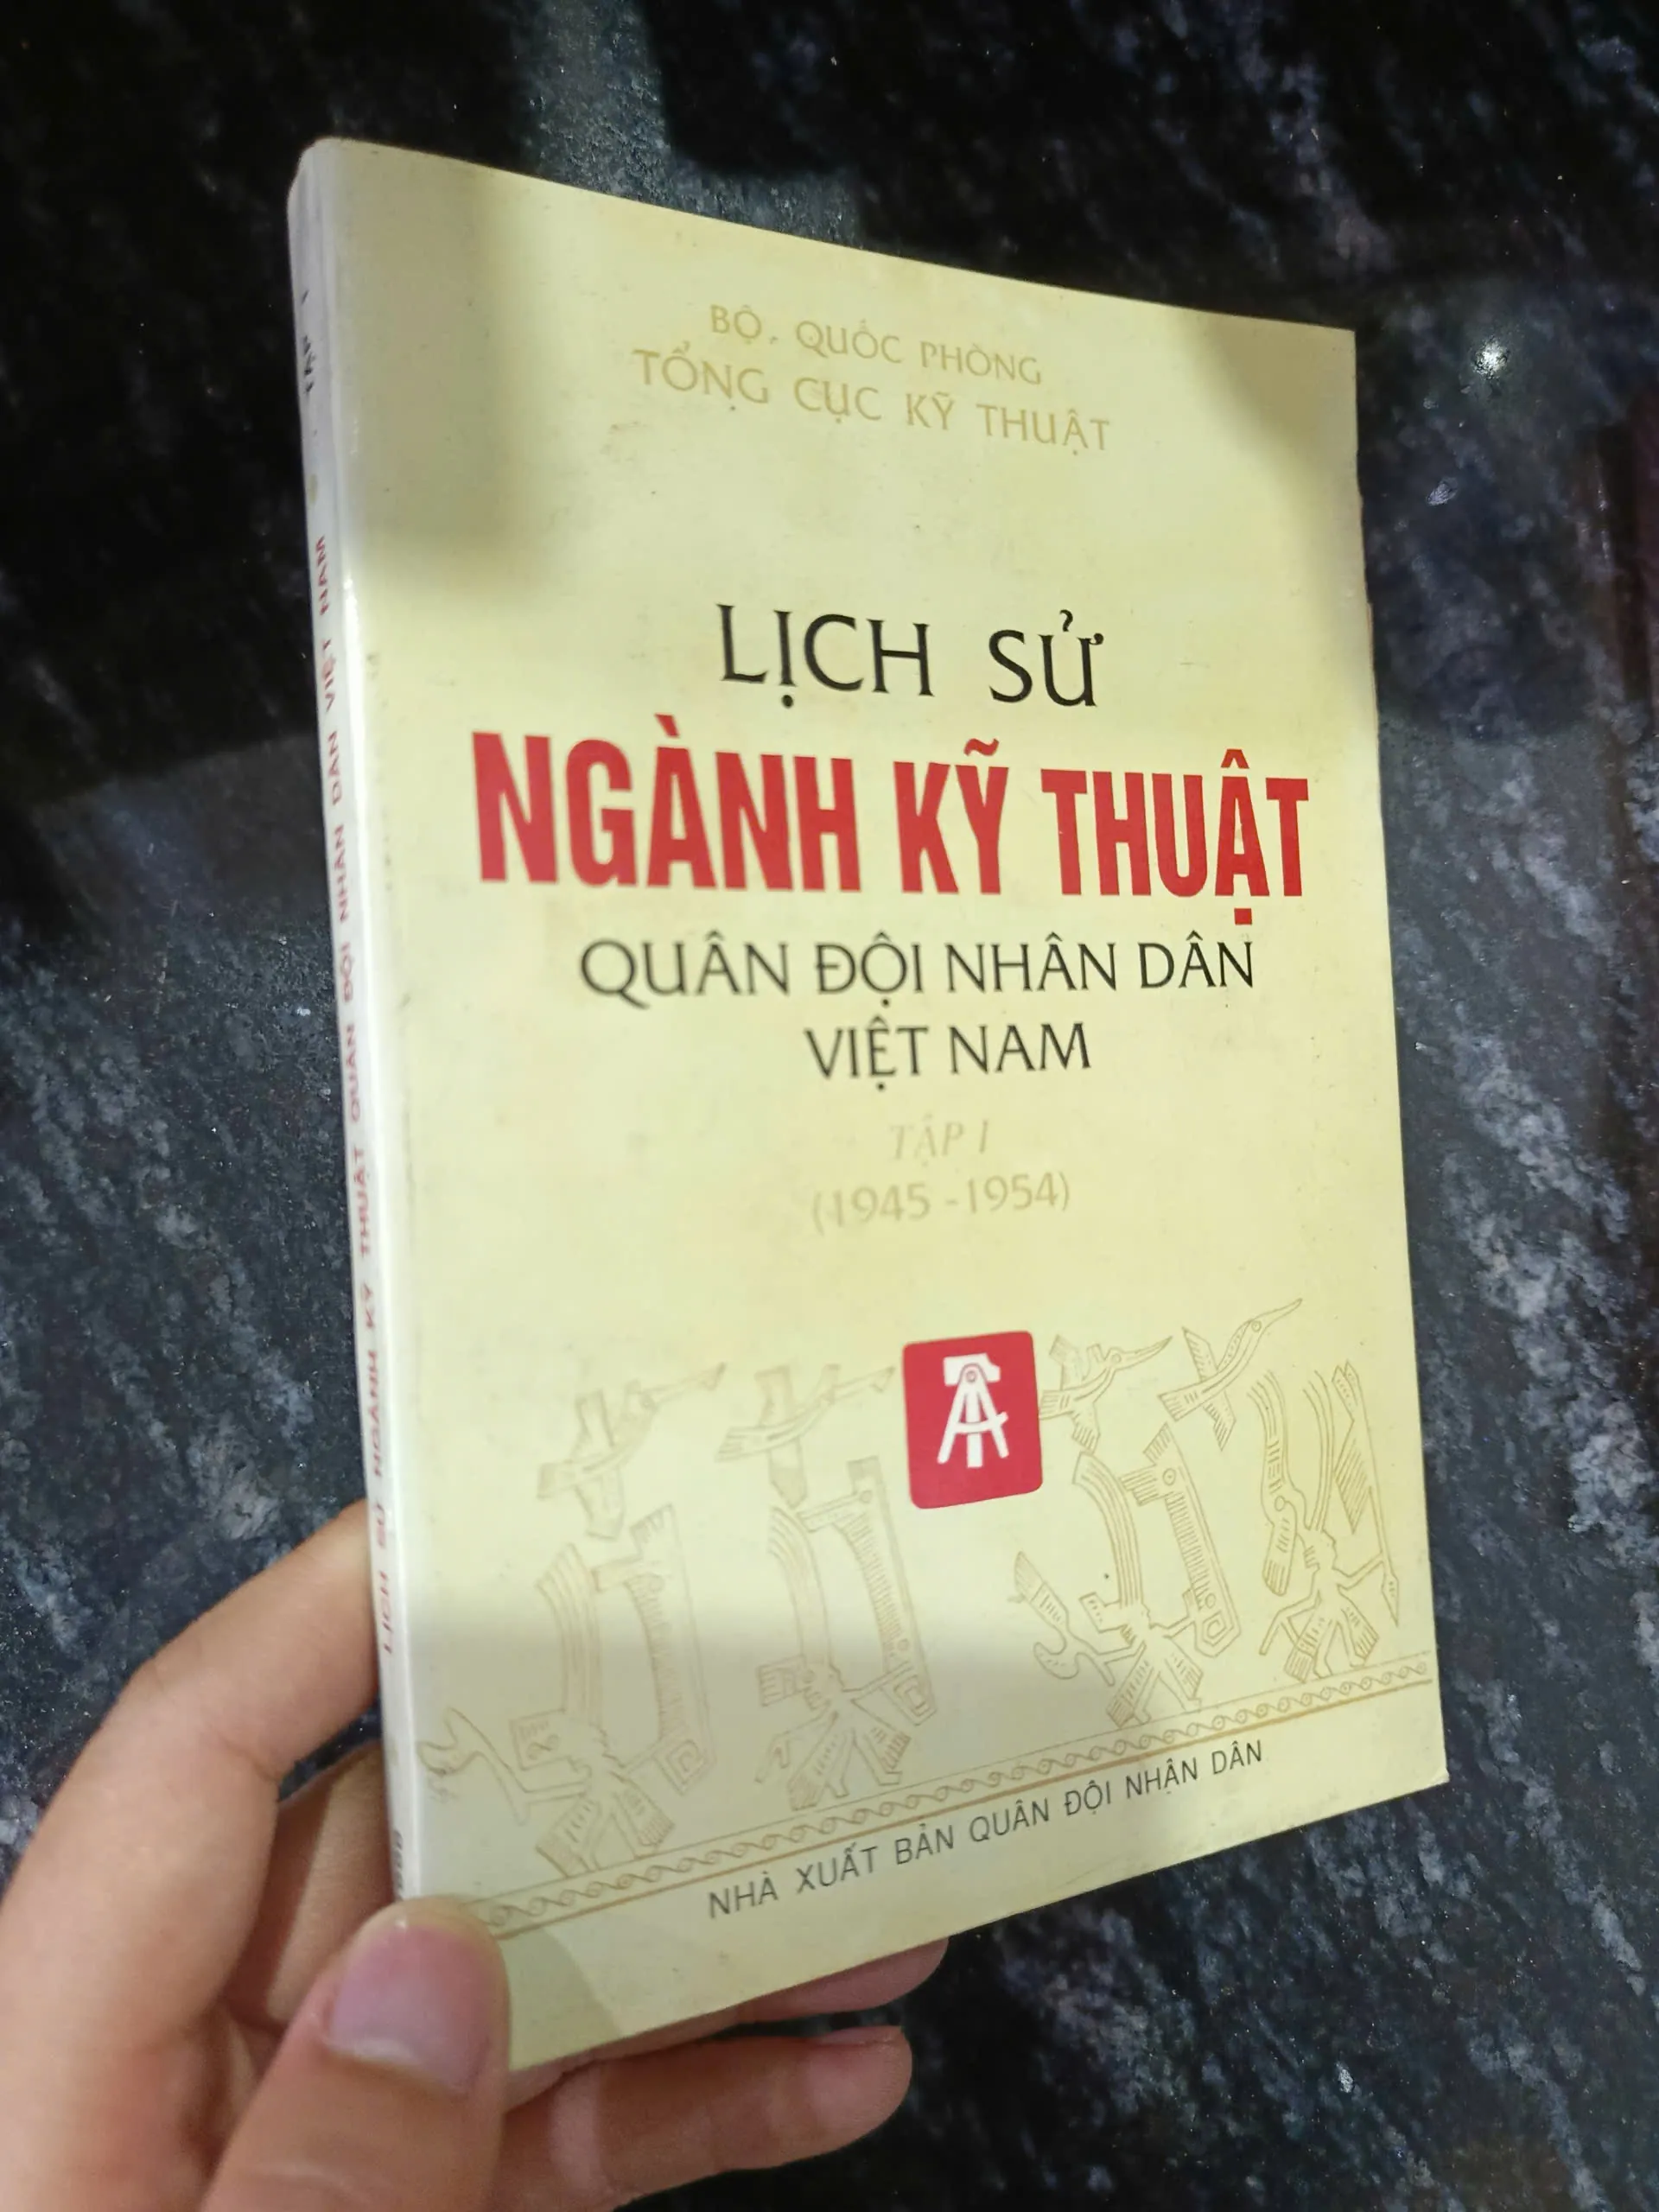 BỘ QUỐC PHÒNG
TỔNG CỤC KỸ THUẬT
LỊCH SỬ
NGÀNH KỸ THUẬT
QUÂN ĐỘI NHÂN DÂN
VIỆT NAM
TẬP I
(1945 - 1954)
NHÀ XUẤT BẢN QUÂN ĐỘI NHÂN DÂN
LỊCH SỬ NGÀNH KỸ THUẬT QUÂN ĐỘI NHÂN DÂN VIỆT NAM TẬP I